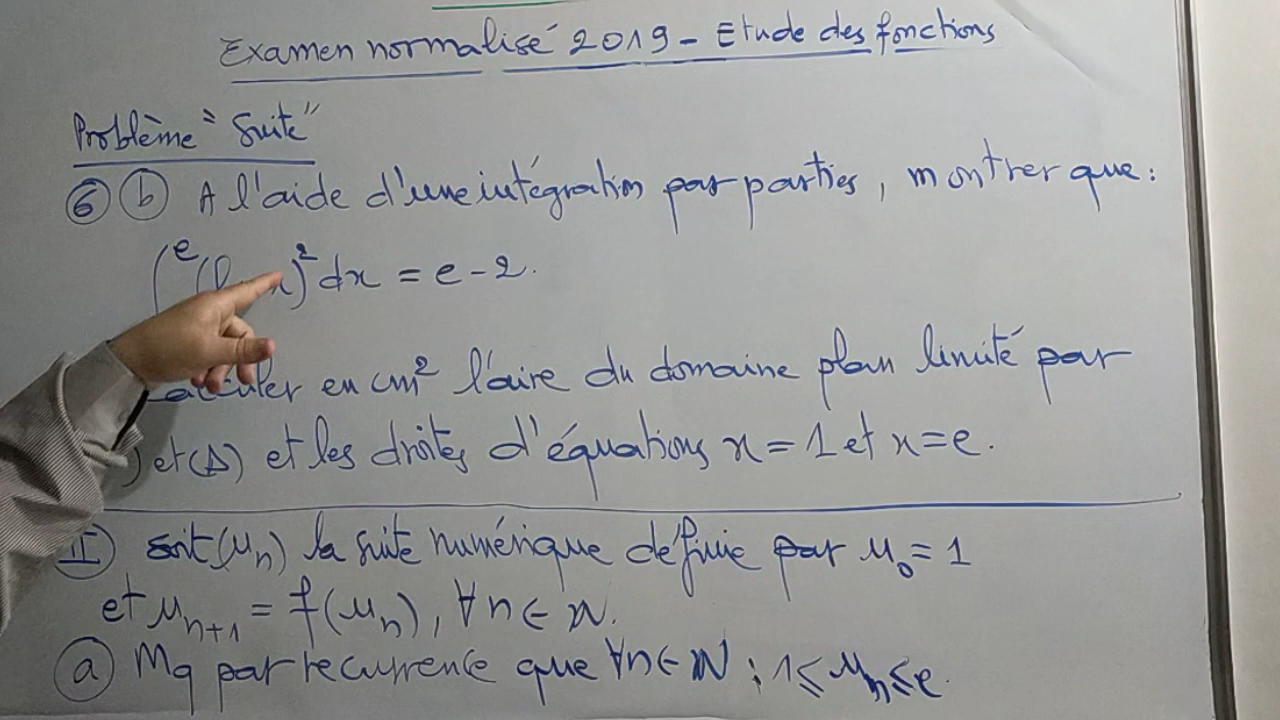 Examen normalisé 2019 - Etude des fonctions
Problème "Suite"
⑥ ⓑ A l'aide d'une intégration par parties, montrer que :
∫ᵉ( x)² dx = e - 2.
en cm² l'aire du domaine plan limité par
) et (Δ) et les droites d'équations x = 1 et x = e.
II) soit (Un) la suite numérique définie par U₀ = 1
et Uₙ₊₁ = f(Uₙ), ∀n ∈ N.
ⓐ Mq par recurrence que ∀n ∈ N : 1 ≤ Uₙ ≤ e.